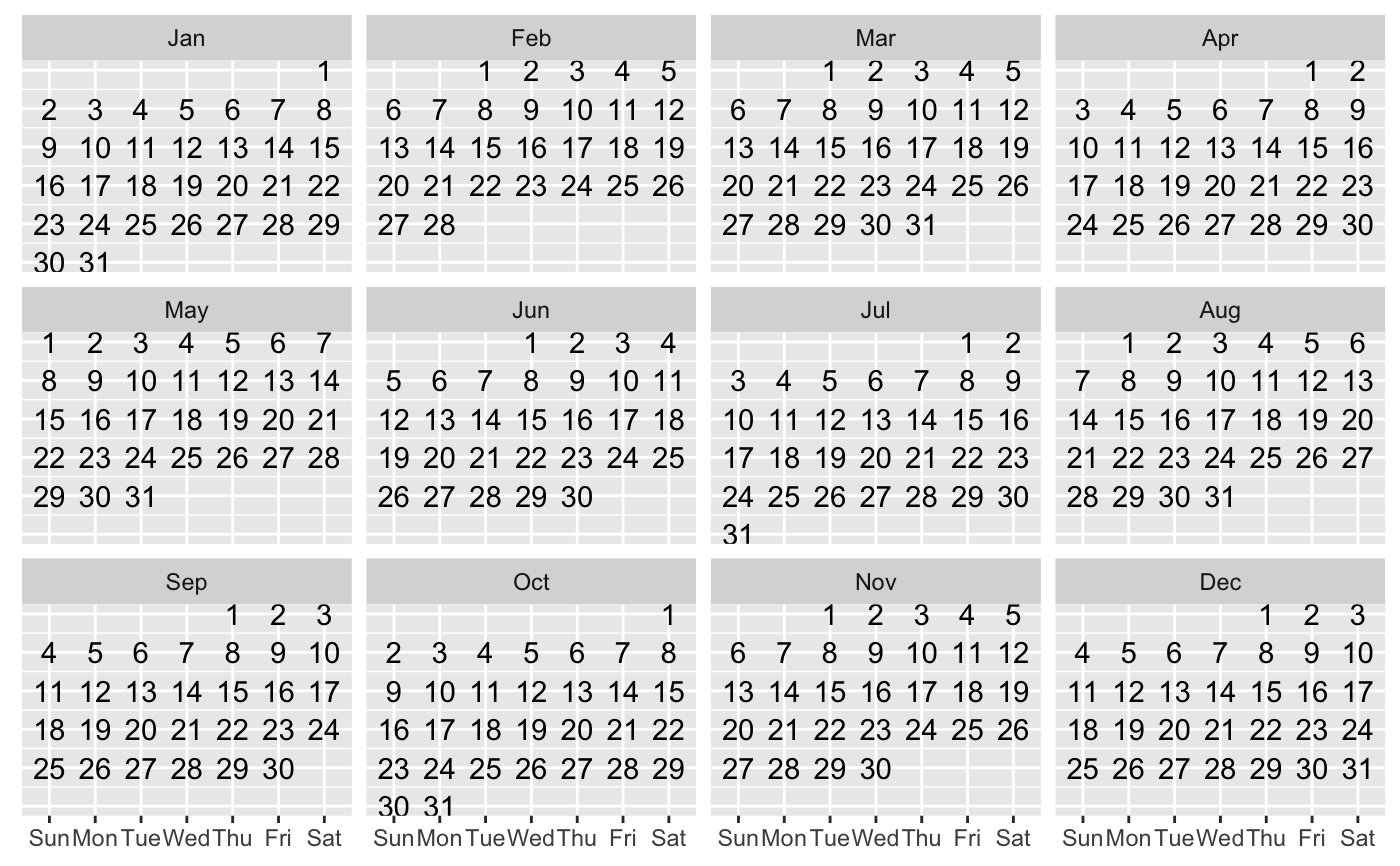 Jan Feb Mar Apr
1 1 2 3 4 5 1 2 3 4 5 1 2
2 3 4 5 6 7 8 6 7 8 9 10 11 12 6 7 8 9 10 11 12 3 4 5 6 7 8 9
9 10 11 12 13 14 15 13 14 15 16 17 18 19 13 14 15 16 17 18 19 10 11 12 13 14 15 16
16 17 18 19 20 21 22 20 21 22 23 24 25 26 20 21 22 23 24 25 26 17 18 19 20 21 22 23
23 24 25 26 27 28 29 27 28 27 28 29 30 31 24 25 26 27 28 29 30
30 31
May Jun Jul Aug
1 2 3 4 5 6 7 1 2 3 4 1 2 1 2 3 4 5 6
8 9 10 11 12 13 14 5 6 7 8 9 10 11 3 4 5 6 7 8 9 7 8 9 10 11 12 13
15 16 17 18 19 20 21 12 13 14 15 16 17 18 10 11 12 13 14 15 16 14 15 16 17 18 19 20
22 23 24 25 26 27 28 19 20 21 22 23 24 25 17 18 19 20 21 22 23 21 22 23 24 25 26 27
29 30 31 26 27 28 29 30 24 25 26 27 28 29 30 28 29 30 31
31
Sep Oct Nov Dec
1 2 3 1 1 2 3 4 5 1 2 3
4 5 6 7 8 9 10 2 3 4 5 6 7 8 6 7 8 9 10 11 12 4 5 6 7 8 9 10
11 12 13 14 15 16 17 9 10 11 12 13 14 15 13 14 15 16 17 18 19 11 12 13 14 15 16 17
18 19 20 21 22 23 24 16 17 18 19 20 21 22 20 21 22 23 24 25 26 18 19 20 21 22 23 24
25 26 27 28 29 30 23 24 25 26 27 28 29 27 28 29 30 25 26 27 28 29 30 31
30 31
Sun Mon Tue Wed Thu Fri Sat Sun Mon Tue Wed Thu Fri Sat Sun Mon Tue Wed Thu Fri Sat Sun Mon Tue Wed Thu Fri Sat